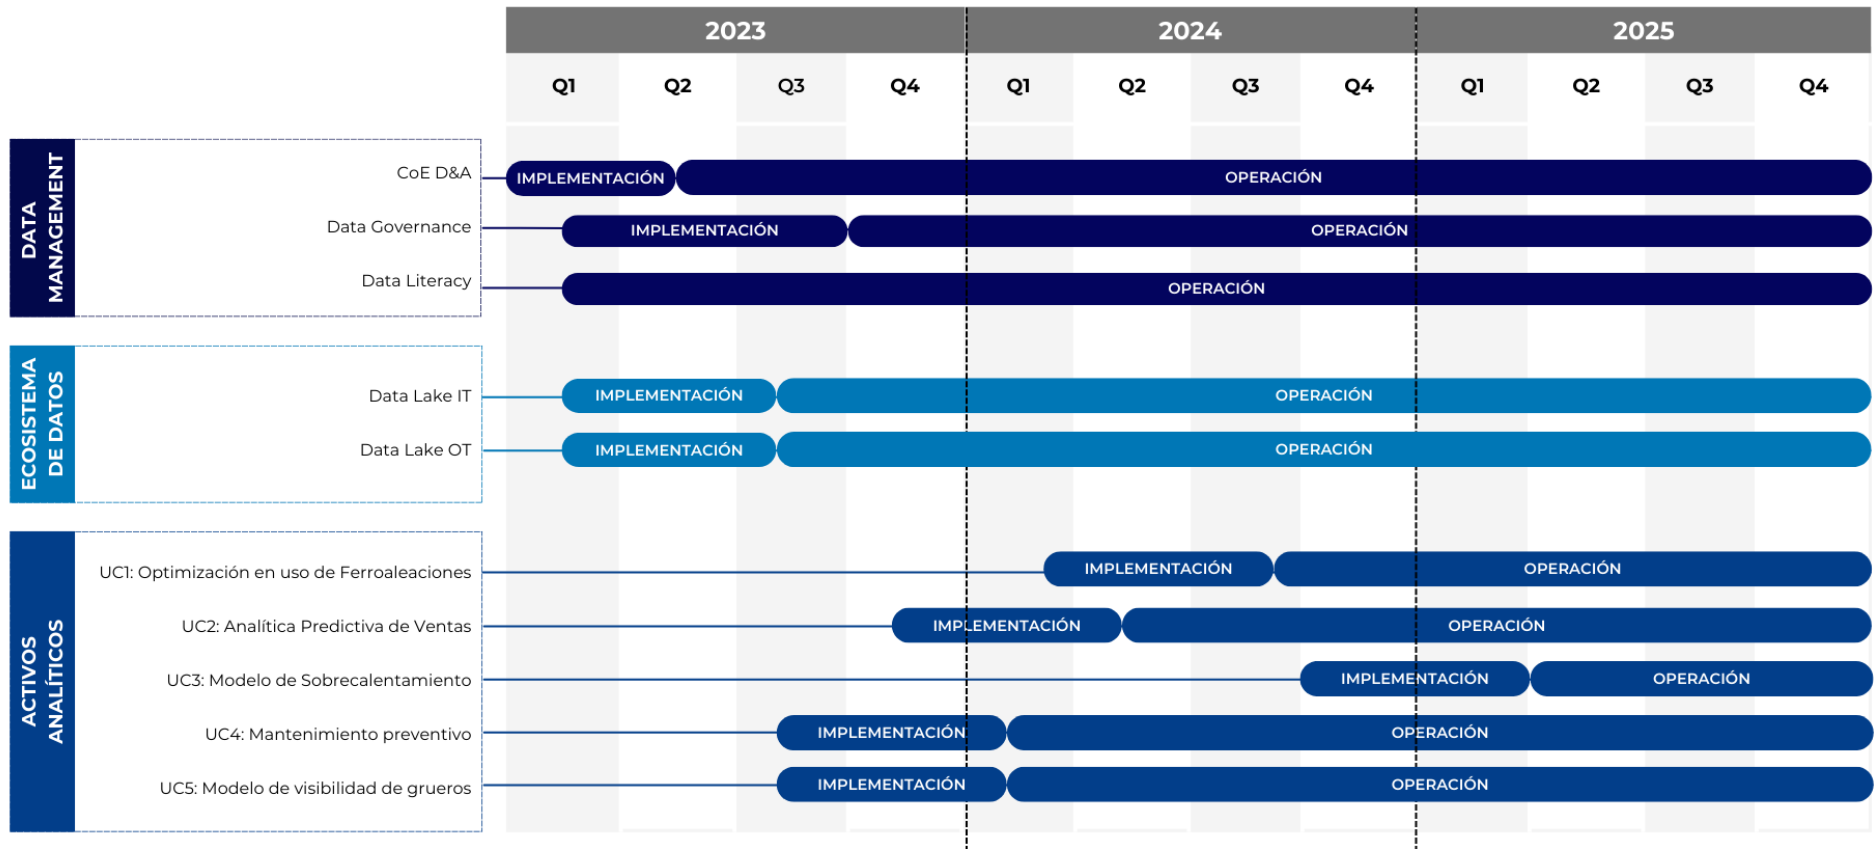 2023 2024 2025
Q1 Q2 Q3 Q4 Q1 Q2 Q3 Q4 Q1 Q2 Q3 Q4
DATA
MANAGEMENT
CoE D&A IMPLEMENTACIÓN OPERACIÓN
Data Governance IMPLEMENTACIÓN OPERACIÓN
Data Literacy OPERACIÓN
ECOSISTEMA
DE DATOS
Data Lake IT IMPLEMENTACIÓN OPERACIÓN
Data Lake OT IMPLEMENTACIÓN OPERACIÓN
ACTIVOS
ANALÍTICOS
UC1: Optimización en uso de Ferroaleaciones IMPLEMENTACIÓN OPERACIÓN
UC2: Analítica Predictiva de Ventas IMPLEMENTACIÓN OPERACIÓN
UC3: Modelo de Sobrecalentamiento IMPLEMENTACIÓN OPERACIÓN
UC4: Mantenimiento preventivo IMPLEMENTACIÓN OPERACIÓN
UC5: Modelo de visibilidad de grueros IMPLEMENTACIÓN OPERACIÓN